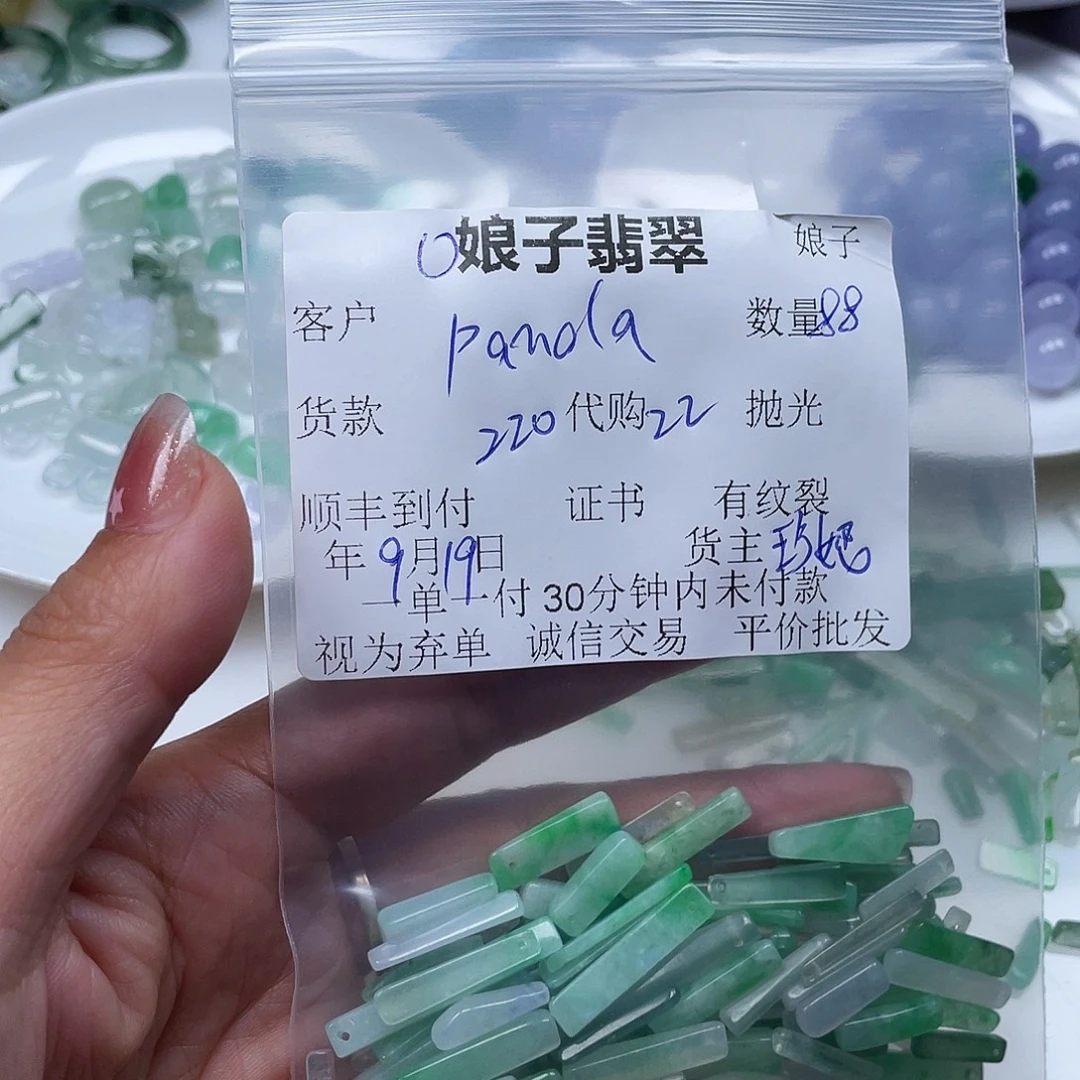 娘子翡翠 娘子
客户 panda 数量88
货款 220 代购22 抛光
顺丰到付 证书 有纹裂
年9月19日 货主
一单一付 30分钟内未付款
视为弃单 诚信交易 平价批发